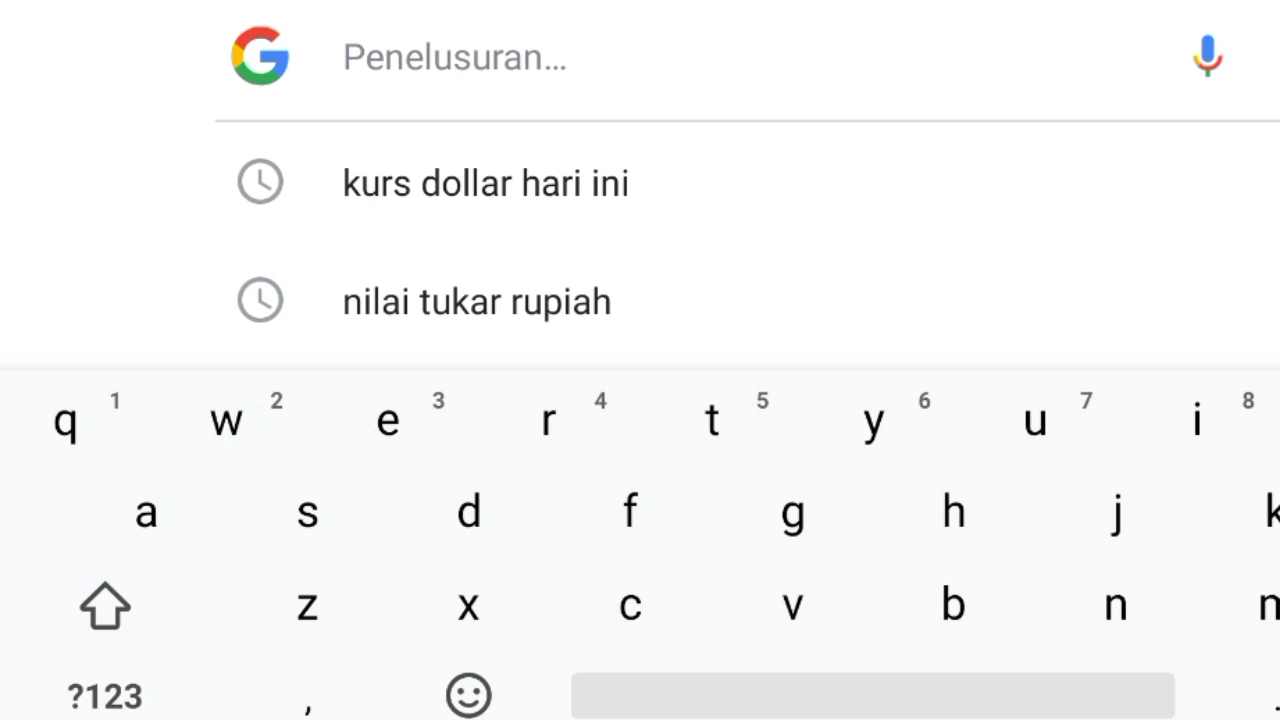 Penelusuran...
kurs dollar hari ini
nilai tukar rupiah
q 1 w 2 e 3 r 4 t 5 y 6 u 7 i 8
a s d f g h j k
z x c v b n m
?123 , .